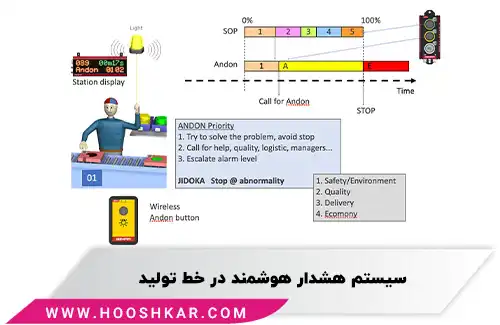 Light
099 00m17s
Andon 01 02
Station display
01
Wireless
Andon button
0%
100%
SOP
1 2 3 4 5
Andon
1 A E
Time
Call for Andon
STOP
ANDON Priority
1. Try to solve the problem, avoid stop
2. Call for help, quality, logistic, managers...
3. Escalate alarm level
JIDOKA Stop @ abnormality
1. Safety/Environment
2. Quality
3. Delivery
4. Ecomony
سیستم هشدار هوشمند در خط تولید
WWW.HOOSHKAR.COM